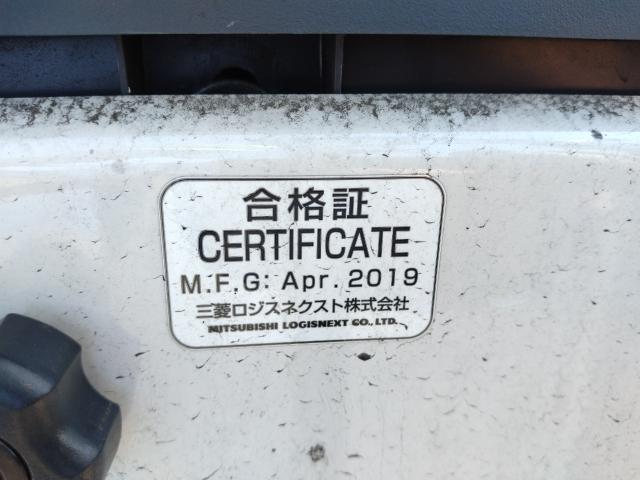 合格証
CERTIFICATE
M.F.G: Apr. 2019
三菱ロジスネクスト株式会社
MITSUBISHI LOGISNEXT CO., LTD.